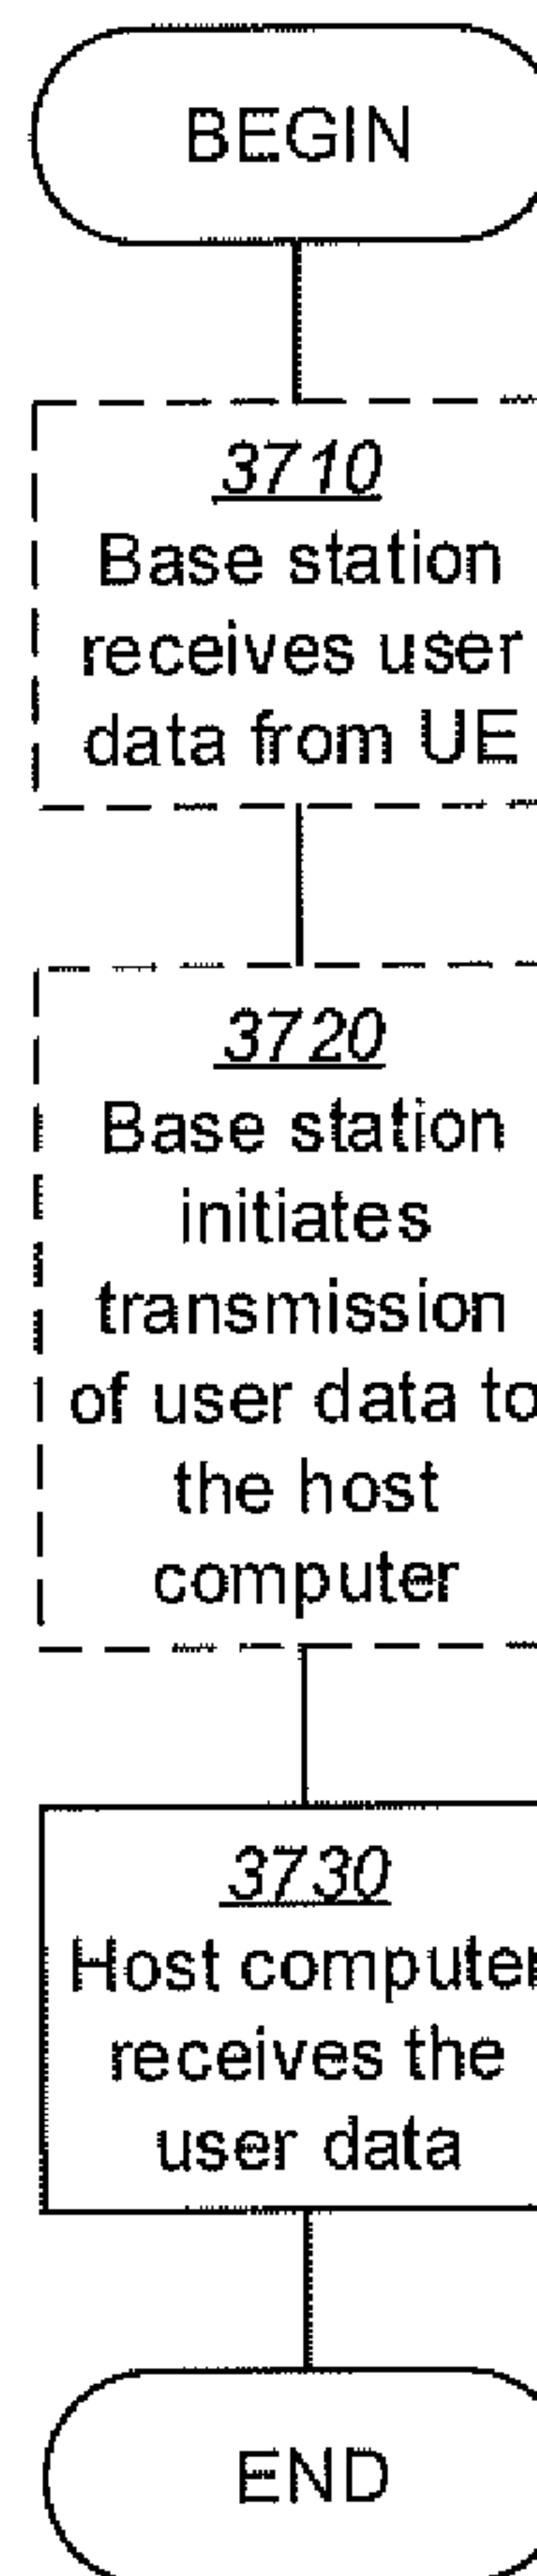 BEGIN
3710
Base station
receives user
data from UE
3720
Base station
initiates
transmission
of user data to
the host
computer
3730
Host computer
receives the
user data
END